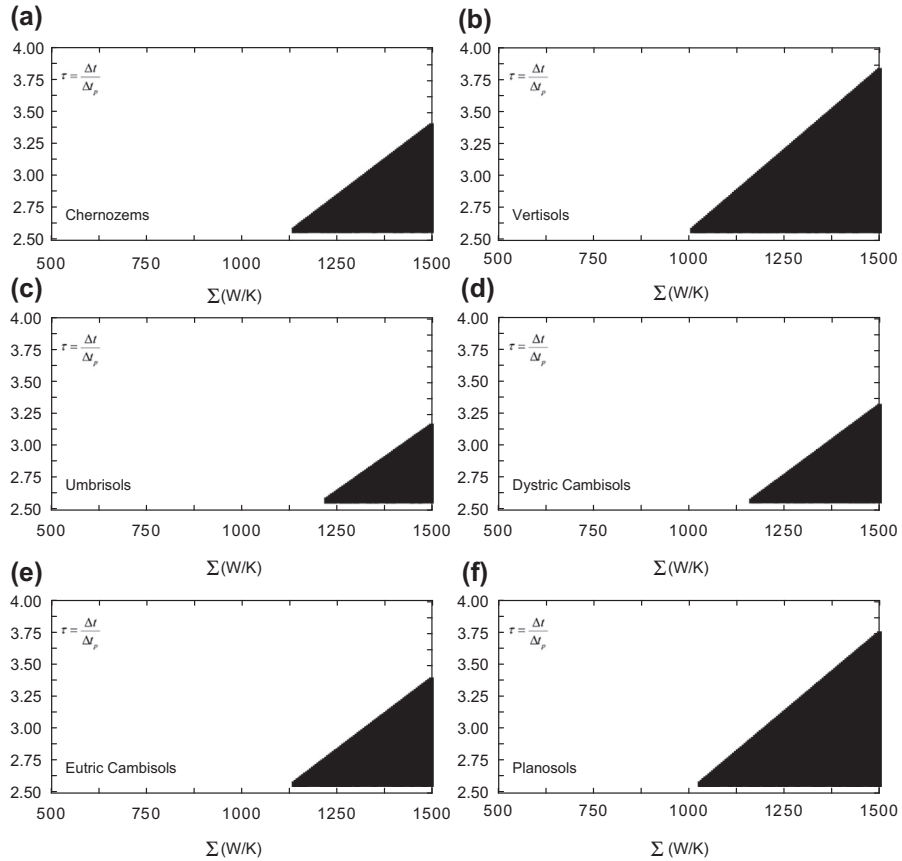 (a)
4.00
3.75
3.50
3.25
3.00
2.75
2.50
τ = Δt / Δt_p
Chernozems
500 750 1000 1250 1500
Σ (W/K)
(b)
4.00
3.75
3.50
3.25
3.00
2.75
2.50
τ = Δt / Δt_p
Vertisols
500 750 1000 1250 1500
Σ (W/K)
(c)
4.00
3.75
3.50
3.25
3.00
2.75
2.50
τ = Δt / Δt_p
Umbrisols
500 750 1000 1250 1500
Σ (W/K)
(d)
4.00
3.75
3.50
3.25
3.00
2.75
2.50
τ = Δt / Δt_p
Dystric Cambisols
500 750 1000 1250 1500
Σ (W/K)
(e)
4.00
3.75
3.50
3.25
3.00
2.75
2.50
τ = Δt / Δt_p
Eutric Cambisols
500 750 1000 1250 1500
Σ (W/K)
(f)
4.00
3.75
3.50
3.25
3.00
2.75
2.50
τ = Δt / Δt_p
Planosols
500 750 1000 1250 1500
Σ (W/K)